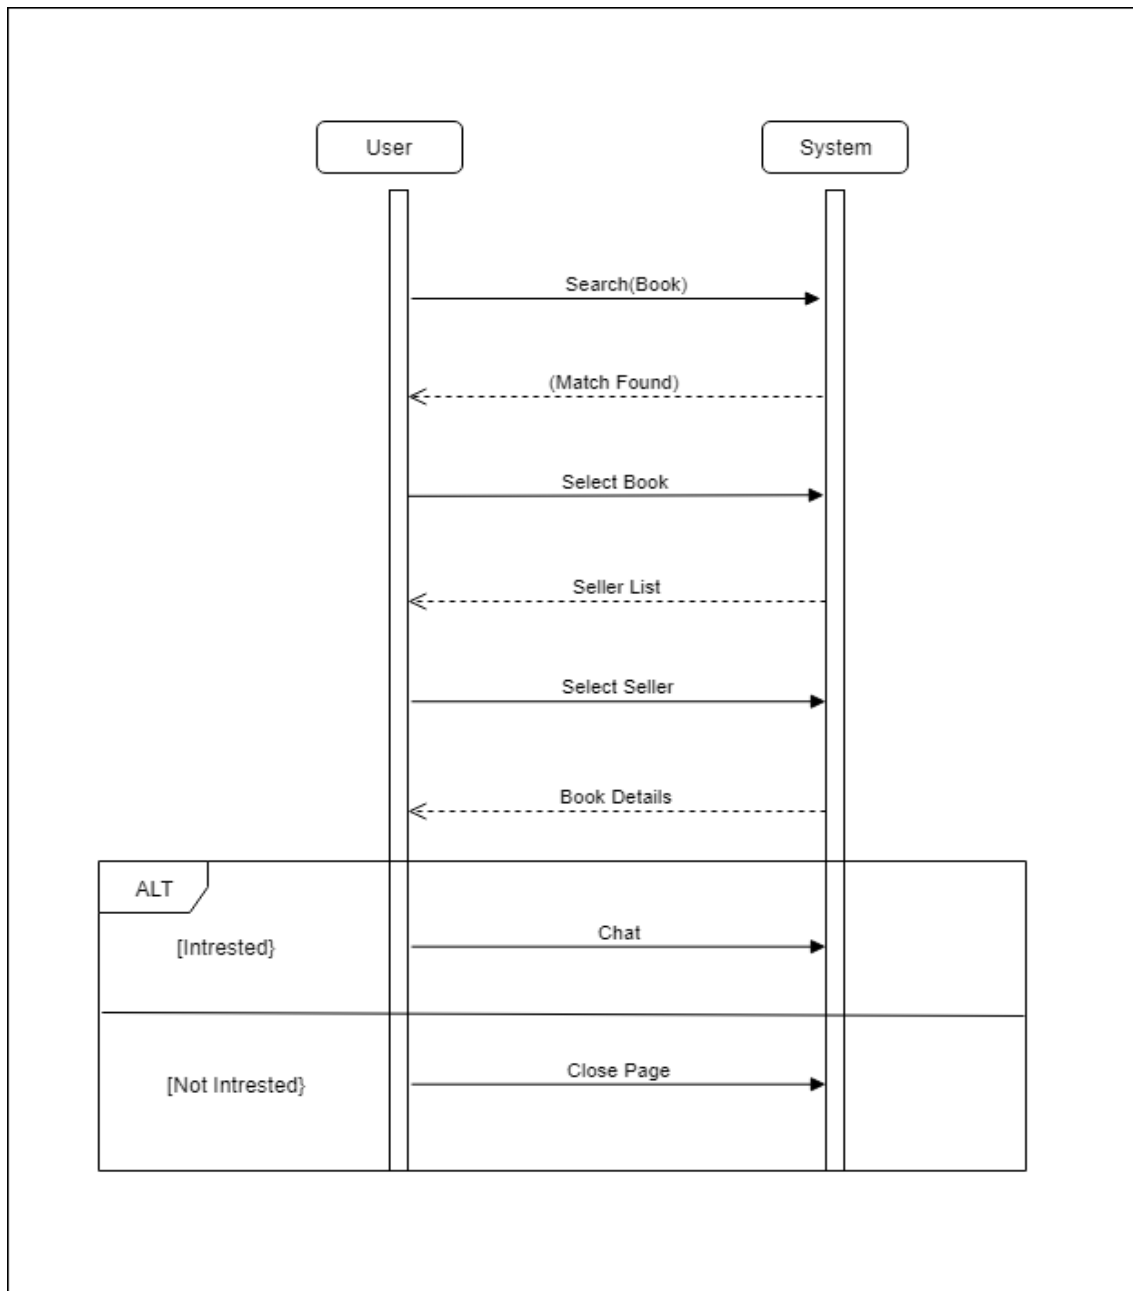 User
System
Search(Book)
(Match Found)
Select Book
Seller List
Select Seller
Book Details
ALT
[Intrested}
Chat
[Not Intrested}
Close Page